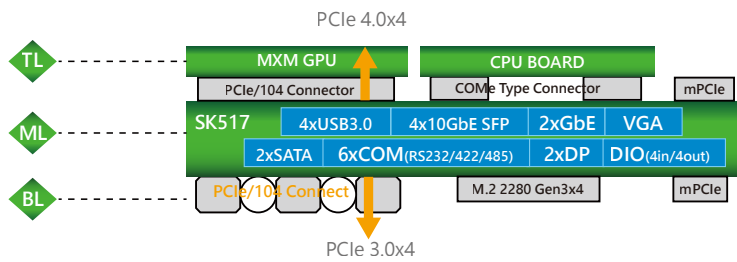 PCIe 4.0x4
TL
MXM GPU
CPU BOARD
PCIe/104 Connector
COMe Type Connector
mPCIe
ML
SK517
4xUSB3.0
4x10GbE SFP
2xGbE
VGA
2xSATA
6xCOM(RS232/422/485)
2xDP
DIO(4in/4out)
BL
PCIe/104 Connect
M.2 2280 Gen3x4
mPCIe
PCIe 3.0x4